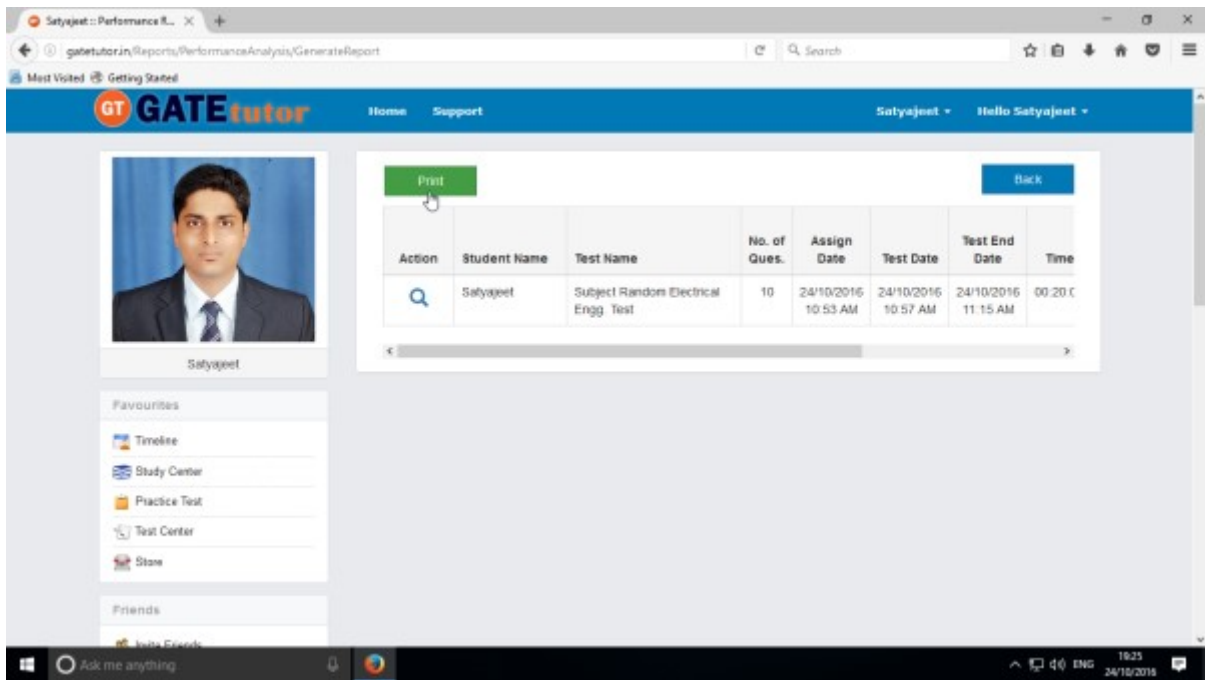 Satyajeet :: Performance R...
gatetutor.in/Reports/PerformanceAnalysis/GenerateReport
Search
Most Visited Getting Started
GT GATEtutor Home Support Satyajeet Hello Satyajeet
Print Back
Action Student Name Test Name No. of Ques. Assign Date Test Date Test End Date Time
Satyajeet Subject Random Electrical Engg Test 10 24/10/2016 10:53 AM 24/10/2016 10:57 AM 24/10/2016 11:15 AM 00:20:0
Satyajeet
Favourites
Timeline
Study Center
Practice Test
Test Center
Store
Friends
Invite Friends
Ask me anything ENG 19:25
24/10/2016